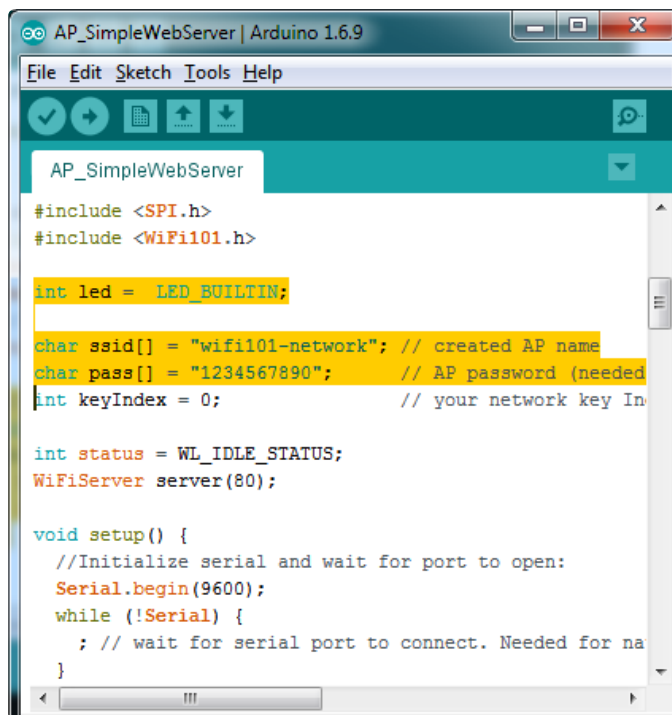 AP_SimpleWebServer | Arduino 1.6.9
File Edit Sketch Tools Help
AP_SimpleWebServer
#include <SPI.h>
#include <WiFi101.h>
int led =  LED_BUILTIN;
char ssid[] = "wifi101-network"; // created AP name
char pass[] = "1234567890";      // AP password (needed
int keyIndex = 0;                // your network key In
int status = WL_IDLE_STATUS;
WiFiServer server(80);
void setup() {
  //Initialize serial and wait for port to open:
  Serial.begin(9600);
  while (!Serial) {
    ; // wait for serial port to connect. Needed for na
  }